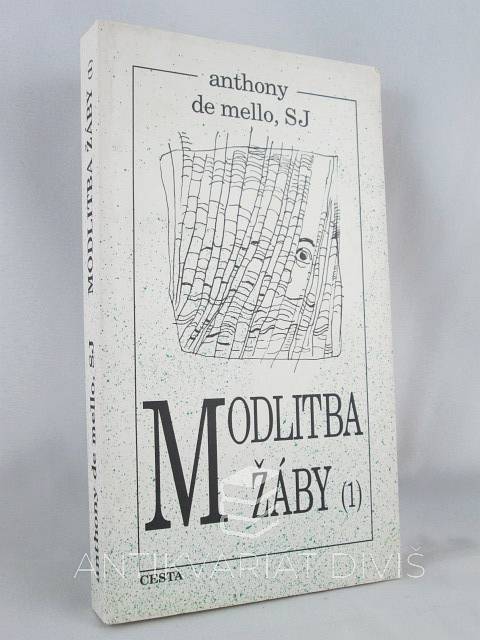 anthony
de mello, SJ
MODLITBA
ŽÁBY (1)
CESTA
anthony de mello, SJ MODLITBA ŽÁBY (1)
ANTIKVARIÁT DIVIŠ